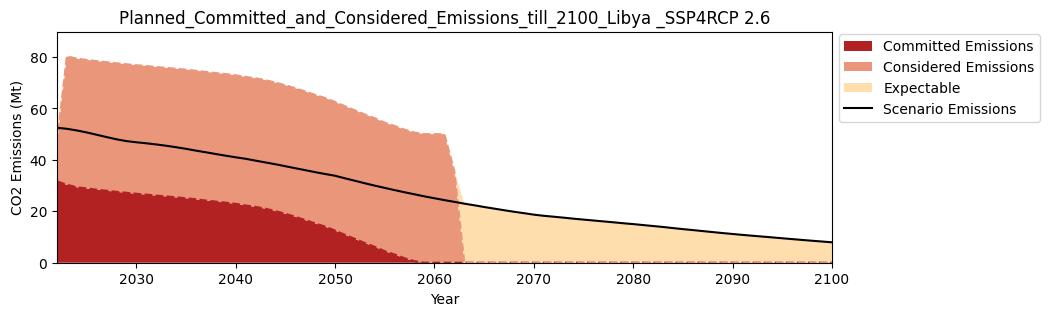 Planned_Committed_and_Considered_Emissions_till_2100_Libya _SSP4RCP 2.6
CO2 Emissions (Mt)
80
60
40
20
0
2030 2040 2050 2060 2070 2080 2090 2100
Year
Committed Emissions
Considered Emissions
Expectable
Scenario Emissions